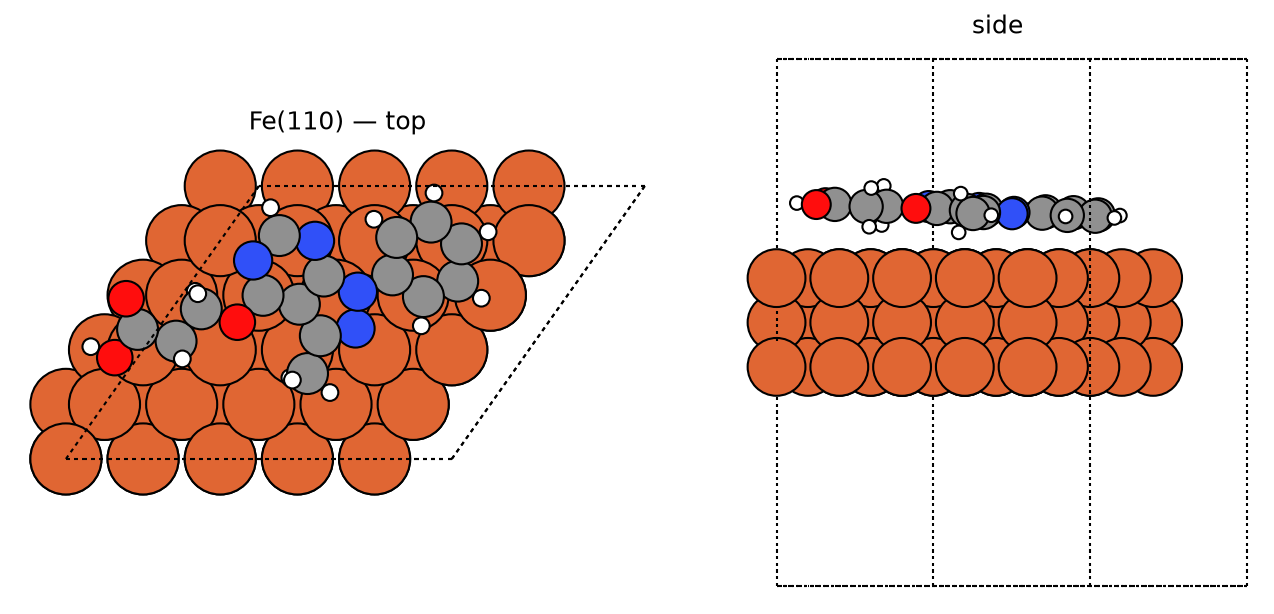 side
Fe(110) — top